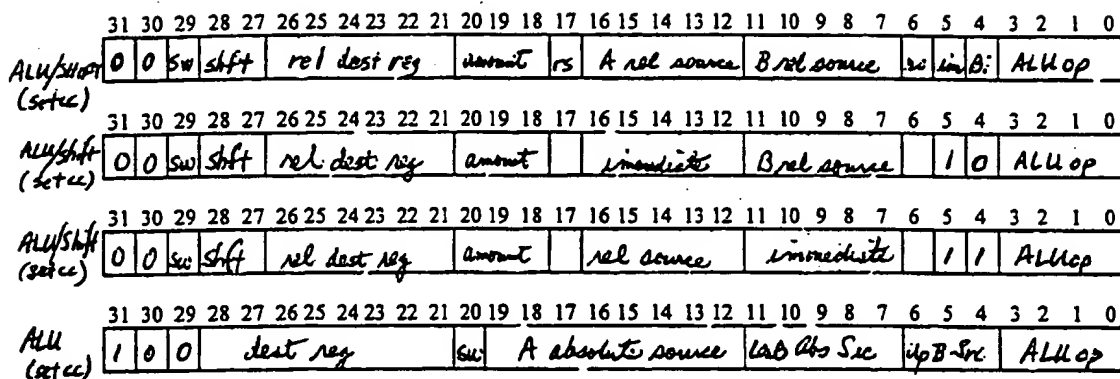 31 30 29 28 27 26 25 24 23 22 21 20 19 18 17 16 15 14 13 12 11 10 9 8 7 6 5 4 3 2 1 0
ALU/Shift 0 0 sw shft rel dest reg amount rs A rel source B rel source im Bi ALU op
(set cc)
31 30 29 28 27 26 25 24 23 22 21 20 19 18 17 16 15 14 13 12 11 10 9 8 7 6 5 4 3 2 1 0
ALU/Shift 0 0 sw shft rel dest reg amount immediate B rel source 1 0 ALU op
(set cc)
31 30 29 28 27 26 25 24 23 22 21 20 19 18 17 16 15 14 13 12 11 10 9 8 7 6 5 4 3 2 1 0
ALU/Shift 0 0 sw shft rel dest reg amount rel source immediate 1 1 ALU op
(set cc)
31 30 29 28 27 26 25 24 23 22 21 20 19 18 17 16 15 14 13 12 11 10 9 8 7 6 5 4 3 2 1 0
ALU 1 0 0 dest reg sw A absolute source B Abs Src Up B-Src ALU op
(set cc)